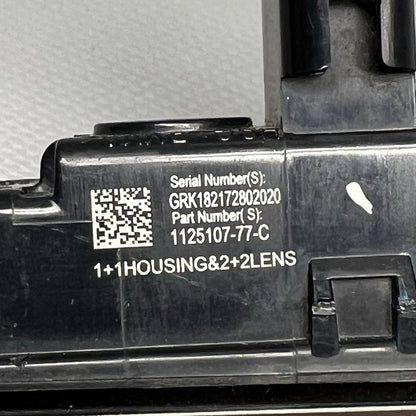 Serial Number(S):
GRK182172802020
Part Number( S):
1125107-77-C
1+1HOUSING&2+2LENS